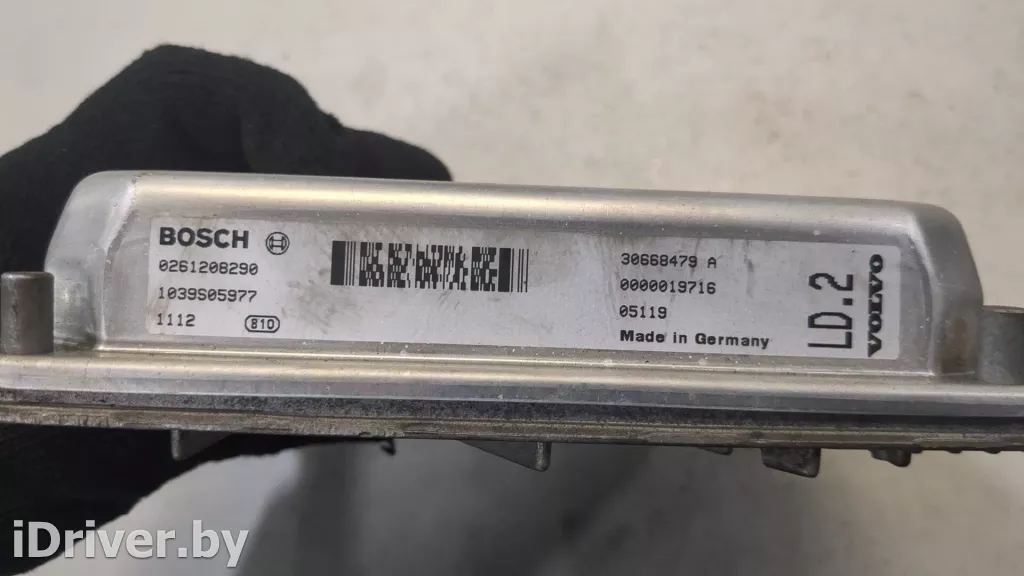 BOSCH
0261208290
1039S05977
1112 810
30668479 A
0000019716
05119
Made in Germany
LD.2
VOLVO
iDriver.by